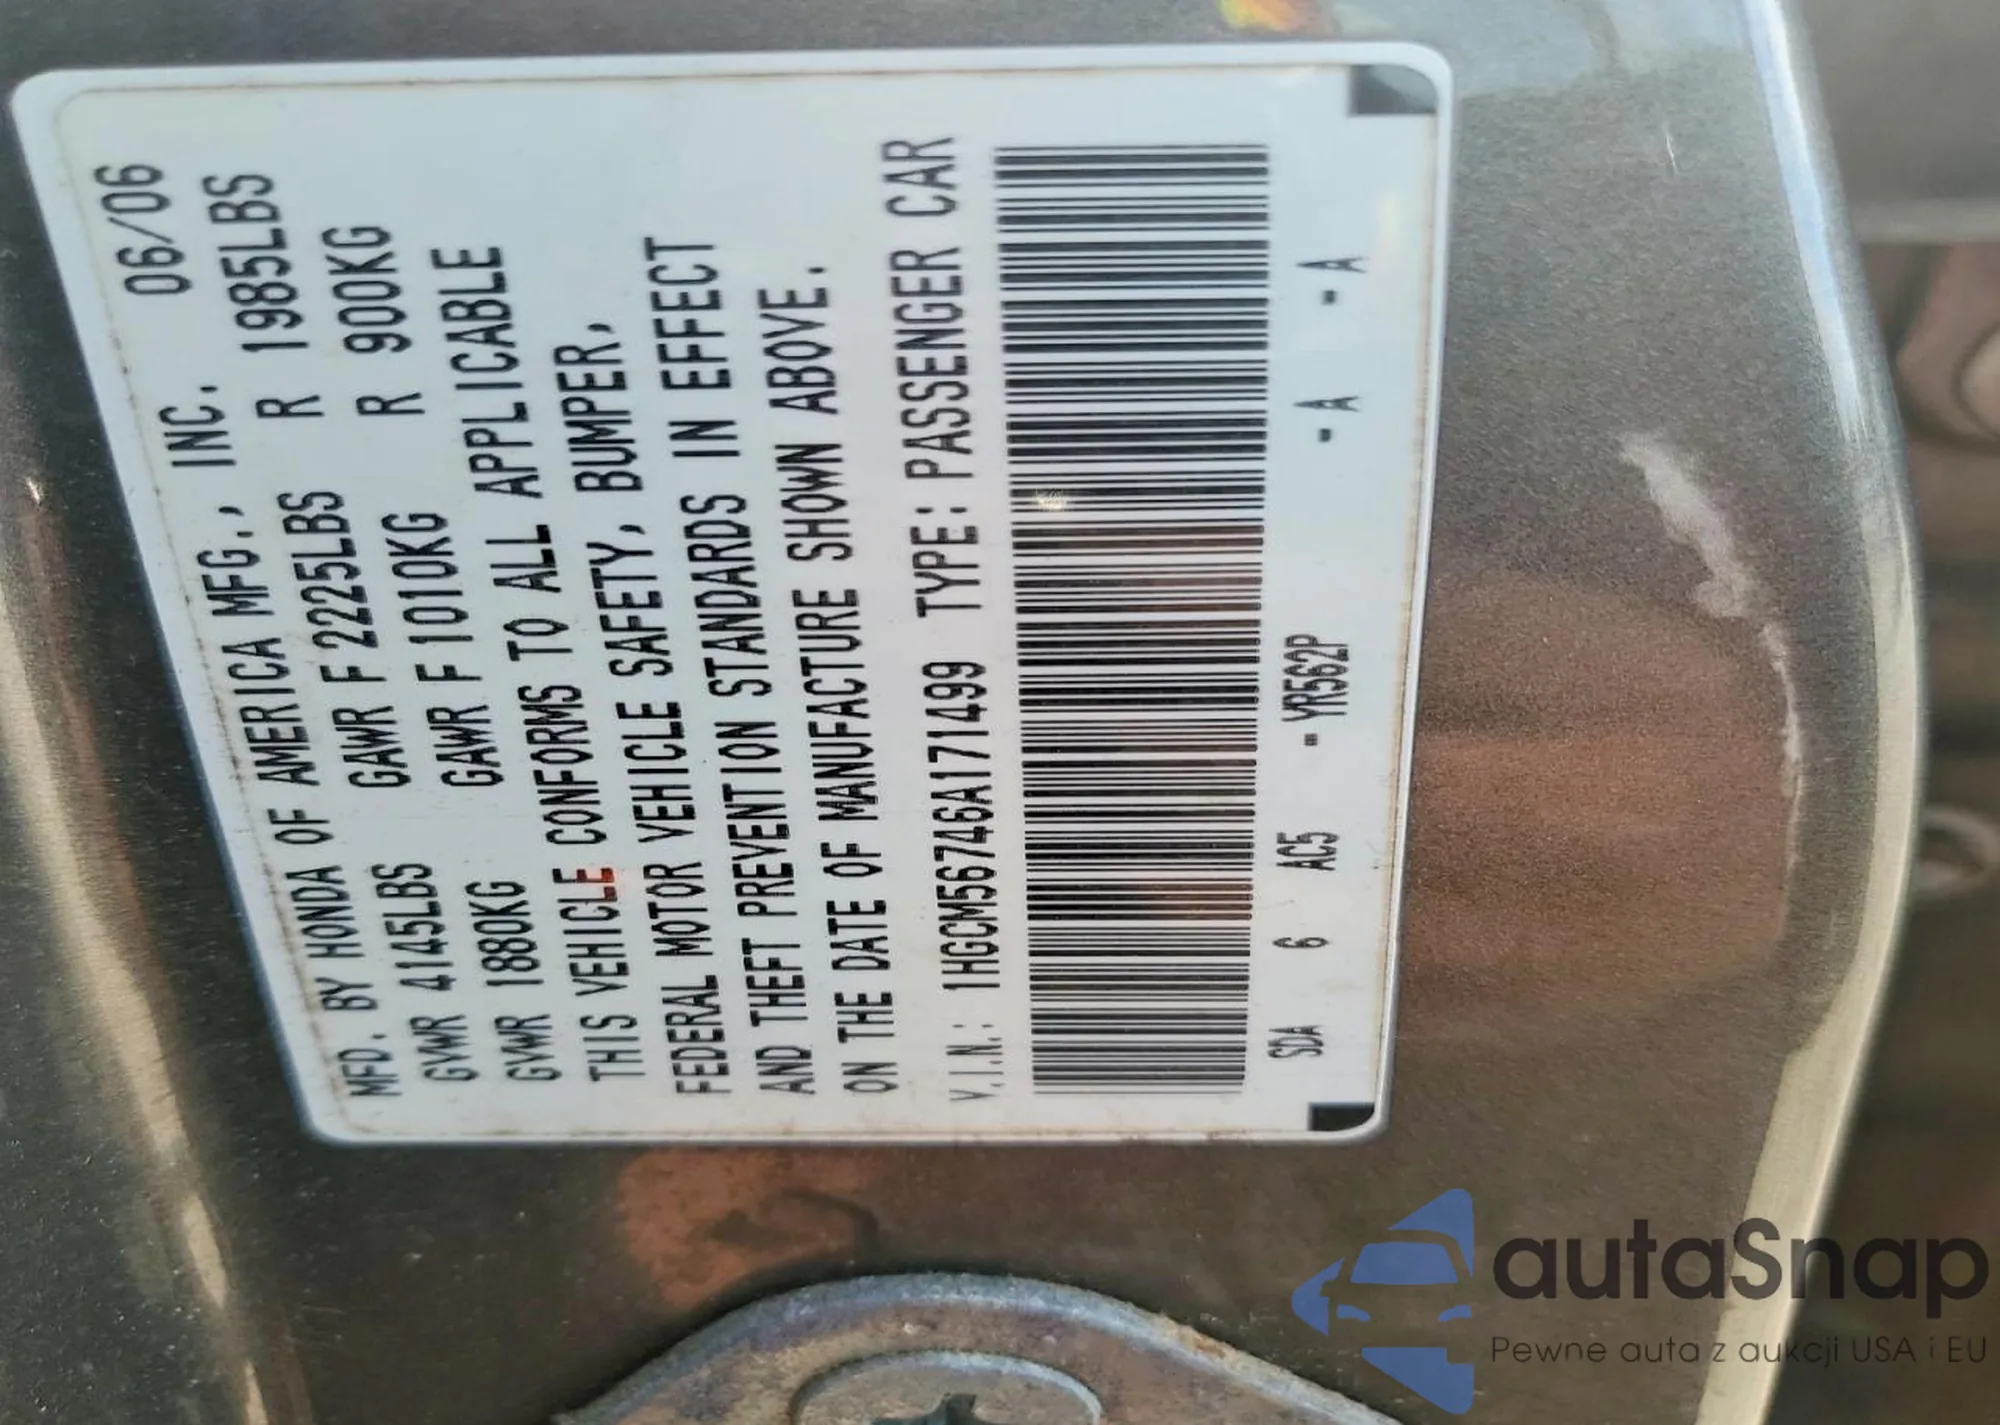 MFD. BY HONDA OF AMERICA MFG., INC. 06/06
GVWR 4145LBS GAWR F 2225LBS R 1985LBS
GVWR 1880KG GAWR F 1010KG R 900KG
THIS VEHICLE CONFORMS TO ALL APPLICABLE
FEDERAL MOTOR VEHICLE SAFETY, BUMPER,
AND THEFT PREVENTION STANDARDS IN EFFECT
ON THE DATE OF MANUFACTURE SHOWN ABOVE.
V.I.N.: 1HGCM56746A171499 TYPE: PASSENGER CAR
SDA 6 AC5 - YR562P - A - A
autaSnap
Pewne auta z aukcji USA i EU